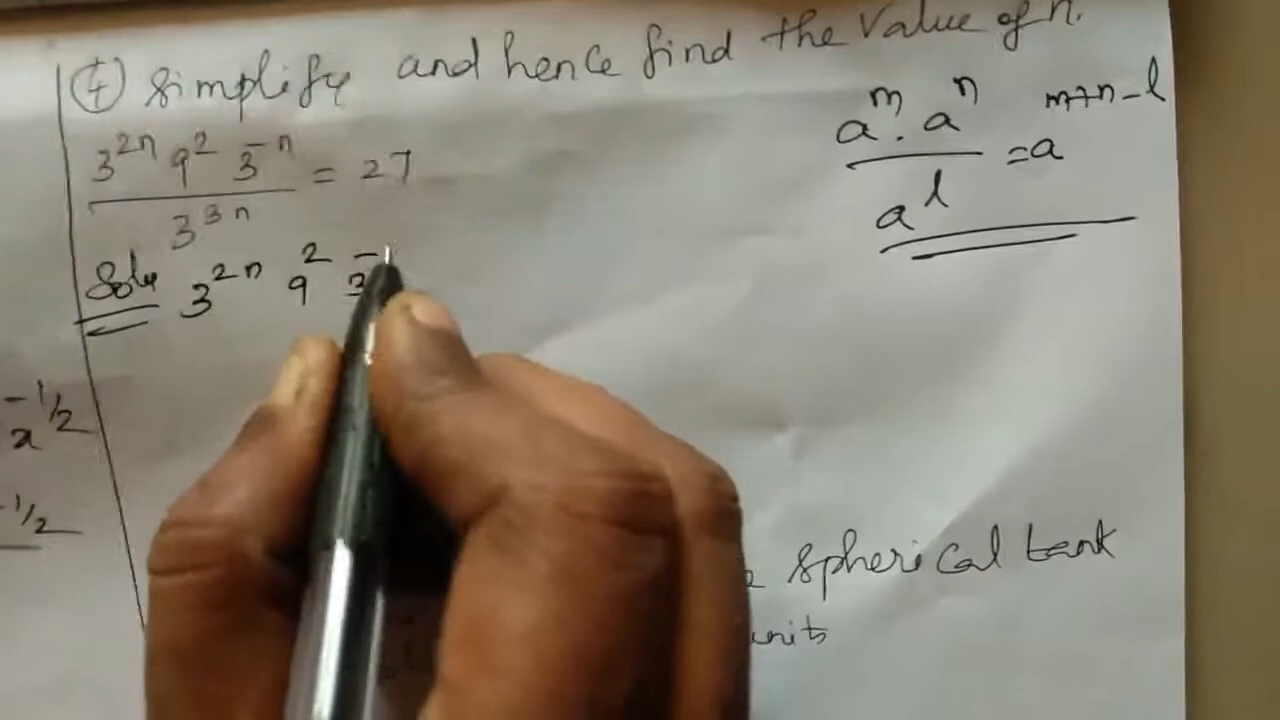 ④ Simplify and hence find the value of n.
3^{2n} 9^2 3^{-n} / 3^{3n} = 27
a^m . a^n / a^l = a^{m+n-l}
Soln 3^{2n} 9^2 3^-
x^{-1/2}
-1/2
spherical tank
units